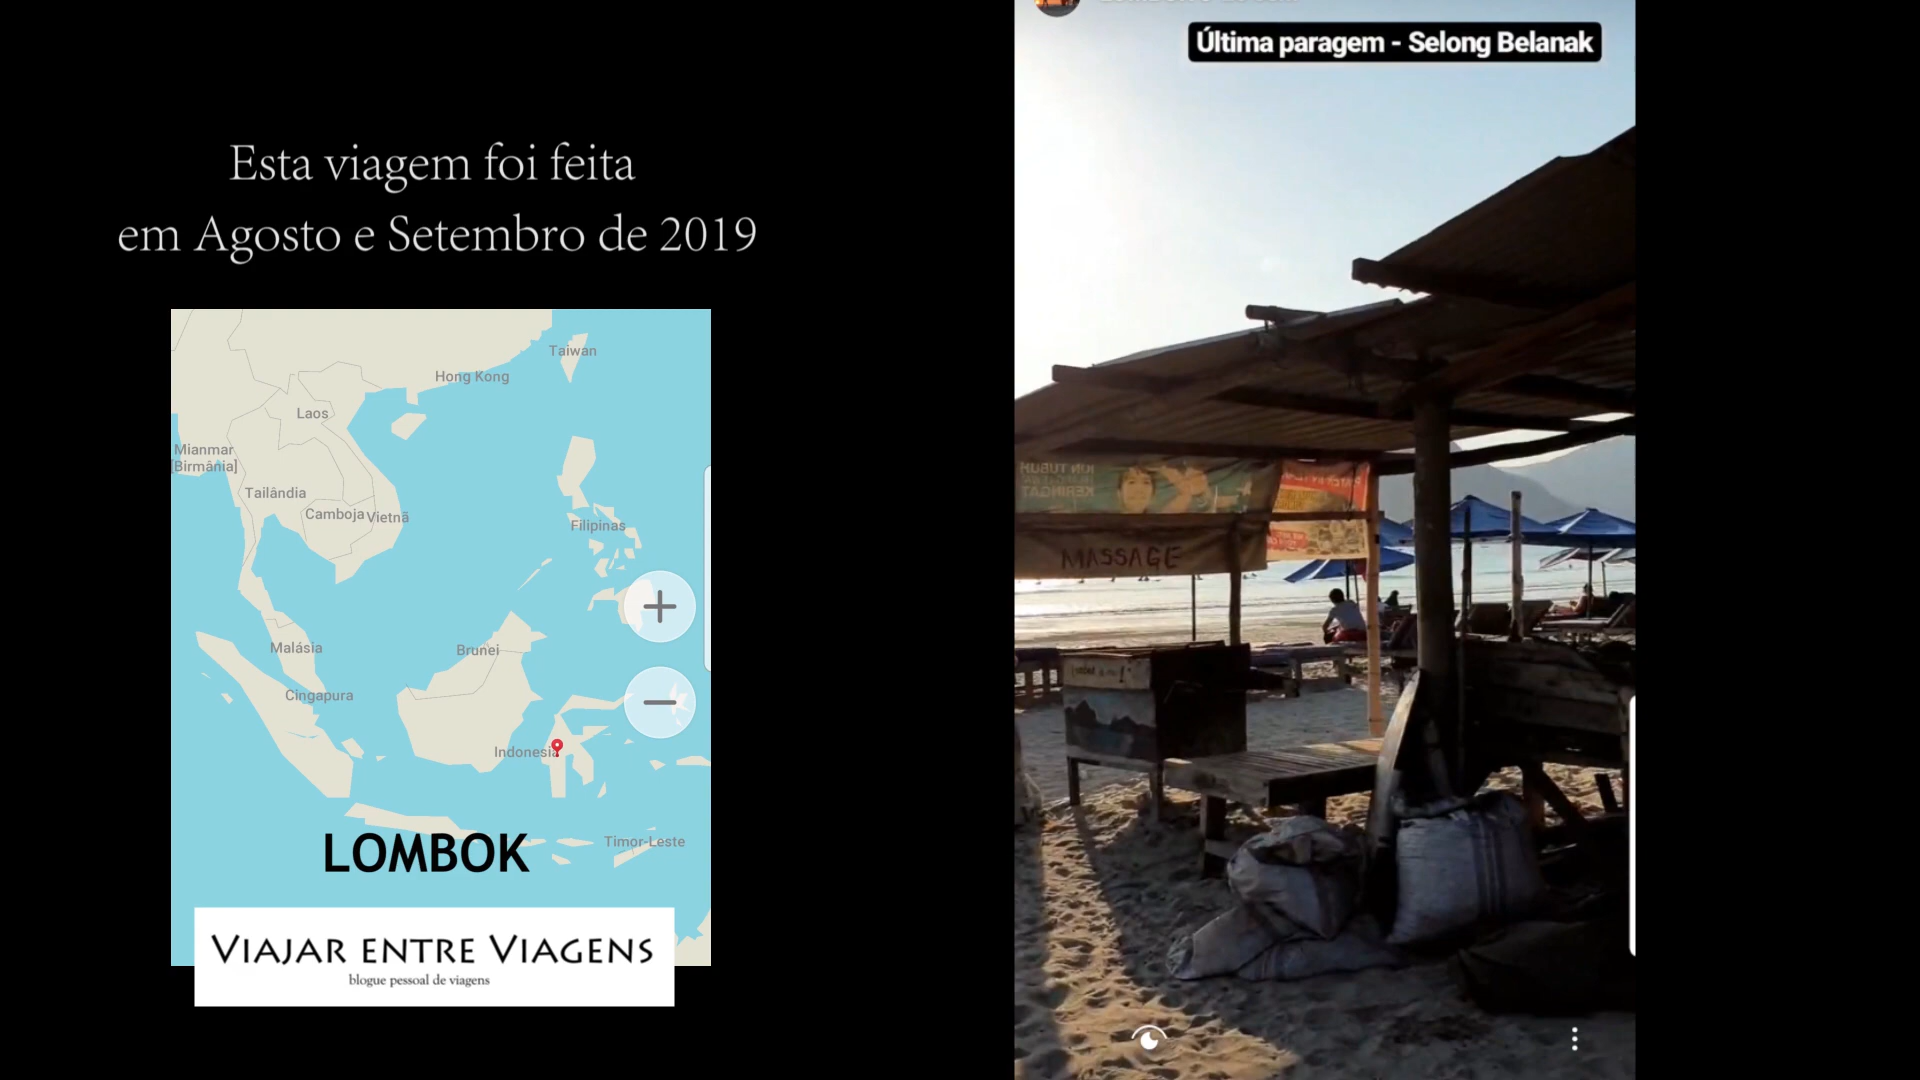 Esta viagem foi feita
em Agosto e Setembro de 2019
Taiwan
Hong Kong
Laos
Mianmar
[Birmânia]
Tailândia
Camboja
Vietnã
Filipinas
Malásia
Brunei
Cingapura
Indonesia
Timor-Leste
LOMBOK
VIAJAR ENTRE VIAGENS
blogue pessoal de viagens
Última paragem - Selong Belanak
KERINGAT
MASSAGE